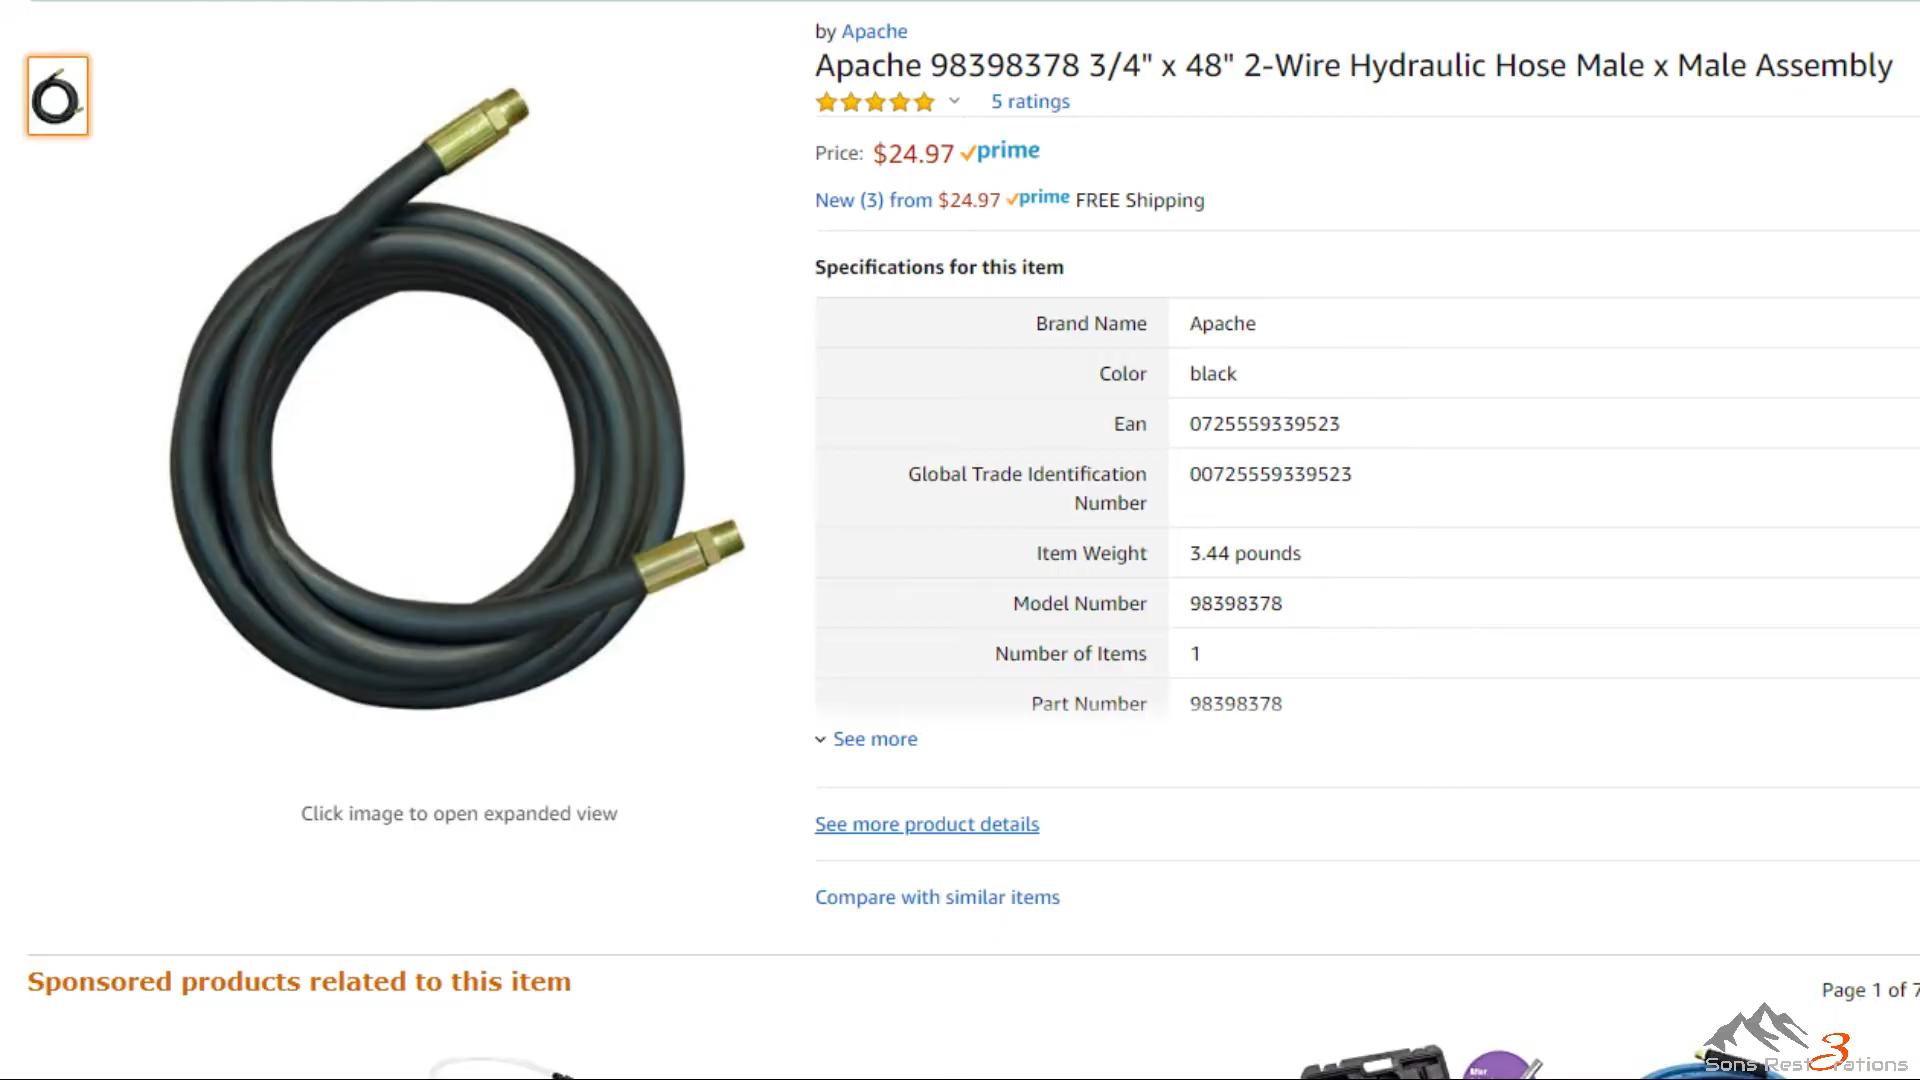 by Apache
Apache 98398378 3/4" x 48" 2-Wire Hydraulic Hose Male x Male Assembly
5 ratings
Price: $24.97 prime
New (3) from $24.97 prime FREE Shipping
Specifications for this item
Brand Name Apache
Color black
Ean 0725559339523
Global Trade Identification
Number
00725559339523
Item Weight 3.44 pounds
Model Number 98398378
Number of Items 1
Part Number 98398378
See more
Click image to open expanded view
See more product details
Compare with similar items
Sponsored products related to this item
Page 1 of 7
3
Sons Restorations